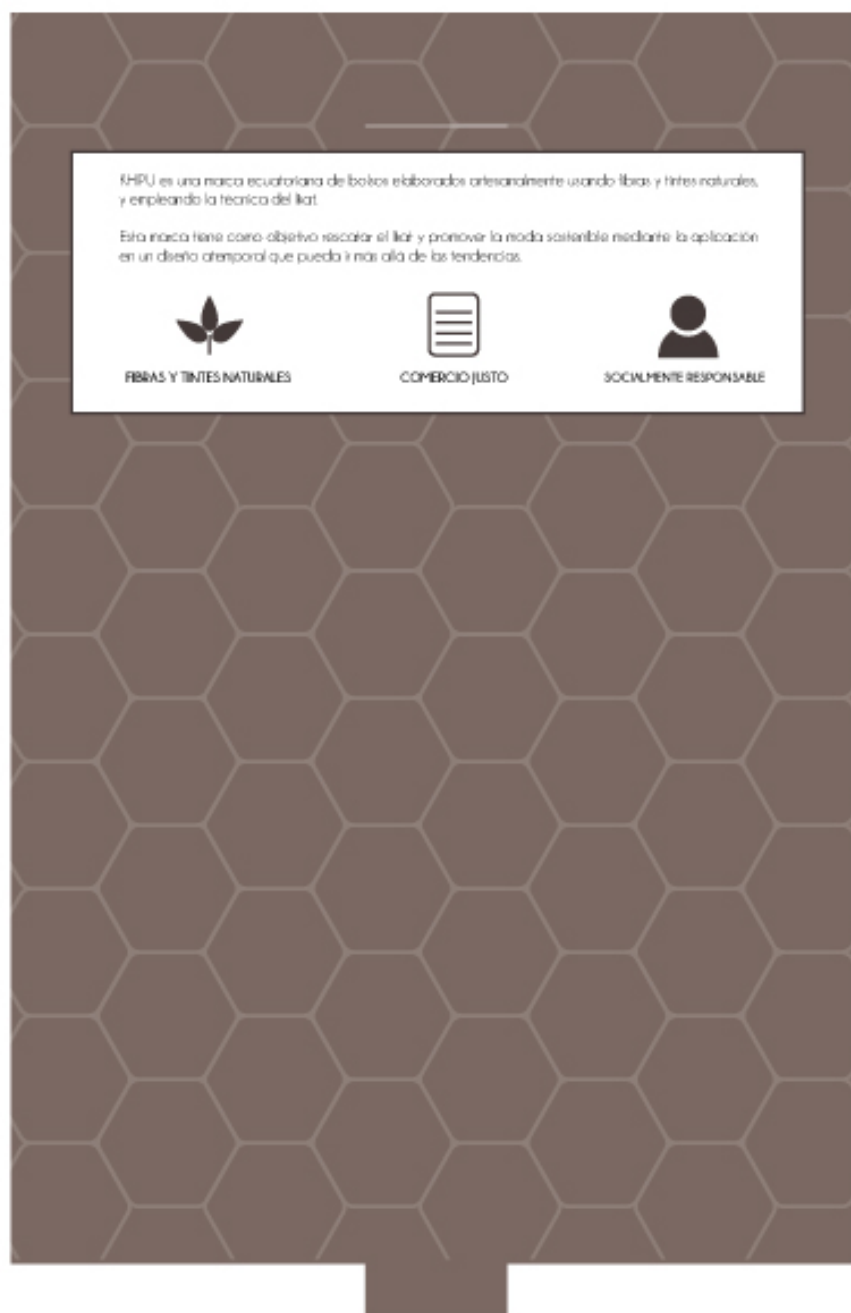 KHPU es una marca ecuatoriana de bolsos elaborados artesanalmente usando fibras y tintes naturales,
y empleando la técnica del Ikat.
Esta marca tiene como objetivo rescatar el Ikat y promover la moda sostenible mediante la aplicación
en un diseño atemporal que pueda ir más allá de las tendencias.
FIBRAS Y TINTES NATURALES
COMERCIO JUSTO
SOCIALMENTE RESPONSABLE